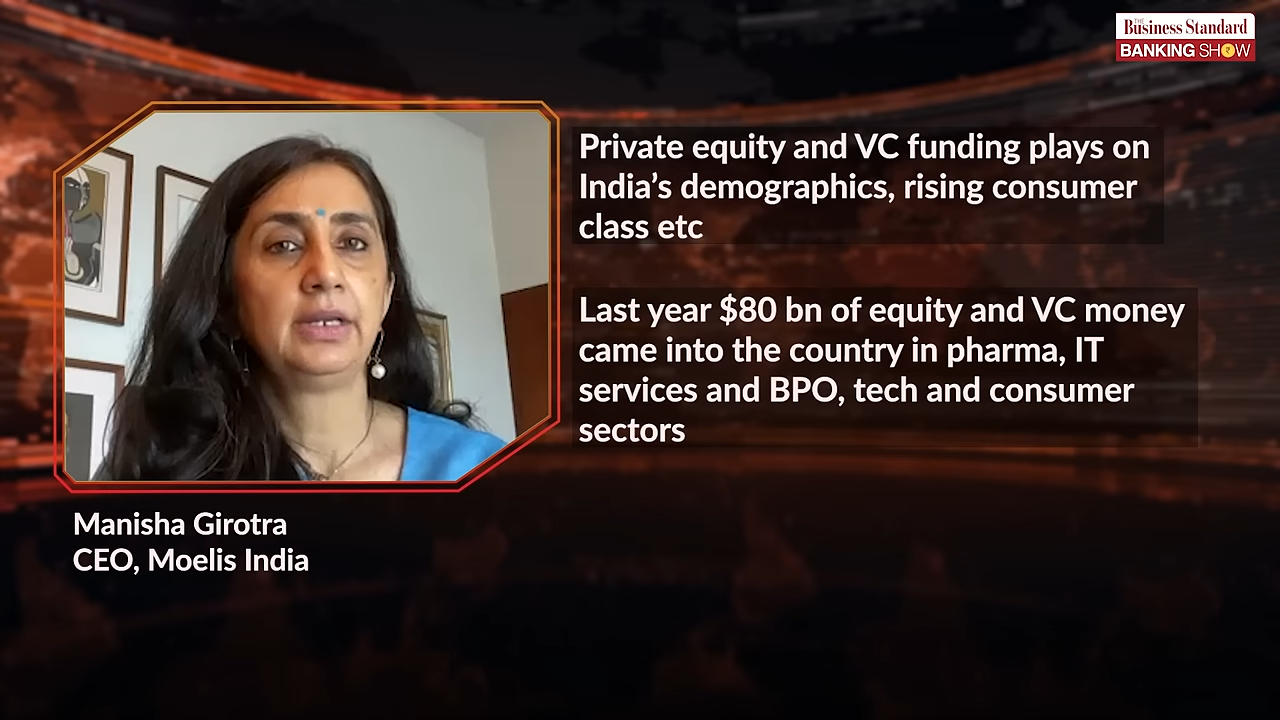 THE
Business Standard
BANKING SHOW
Private equity and VC funding plays on
India’s demographics, rising consumer
class etc
Last year $80 bn of equity and VC money
came into the country in pharma, IT
services and BPO, tech and consumer
sectors
Manisha Girotra
CEO, Moelis India